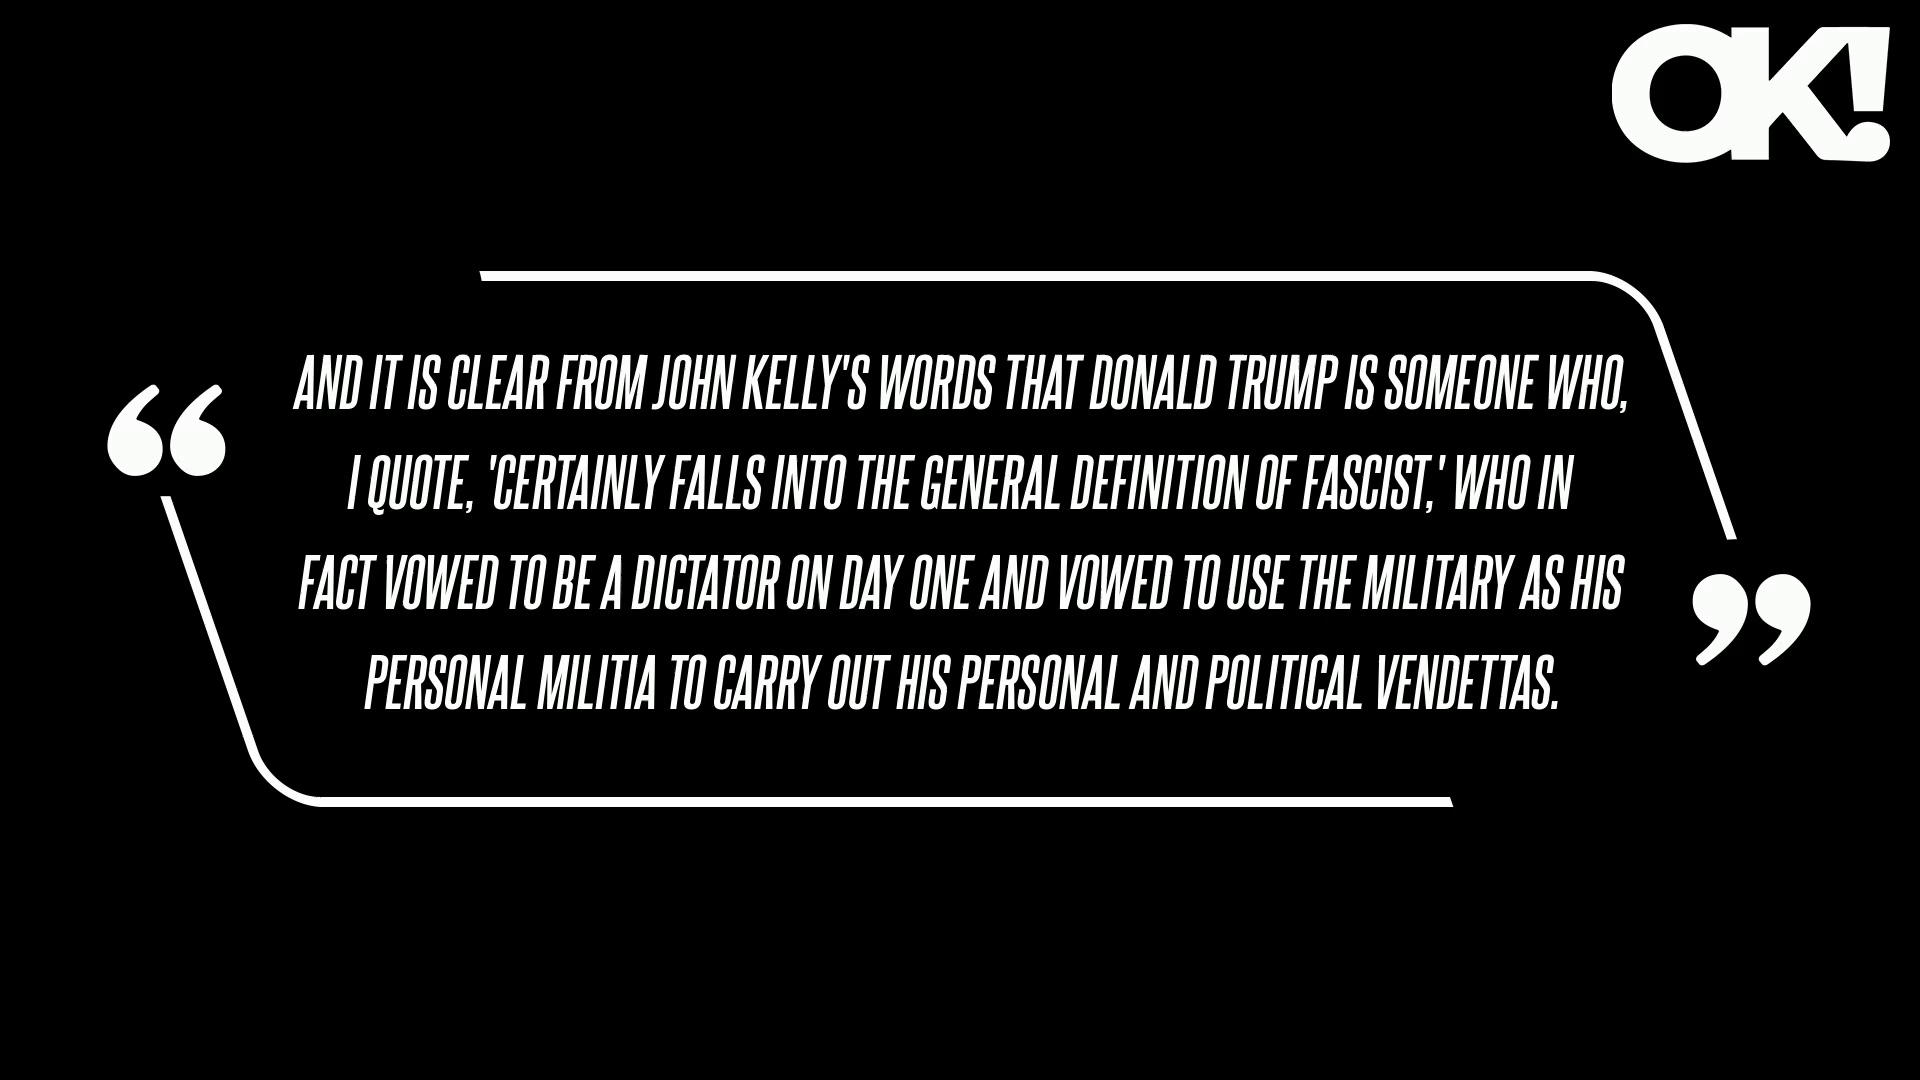 OK!
“
AND IT IS CLEAR FROM JOHN KELLY'S WORDS THAT DONALD TRUMP IS SOMEONE WHO,
I QUOTE, 'CERTAINLY FALLS INTO THE GENERAL DEFINITION OF FASCIST,' WHO IN
FACT VOWED TO BE A DICTATOR ON DAY ONE AND VOWED TO USE THE MILITARY AS HIS
PERSONAL MILITIA TO CARRY OUT HIS PERSONAL AND POLITICAL VENDETTAS.
”